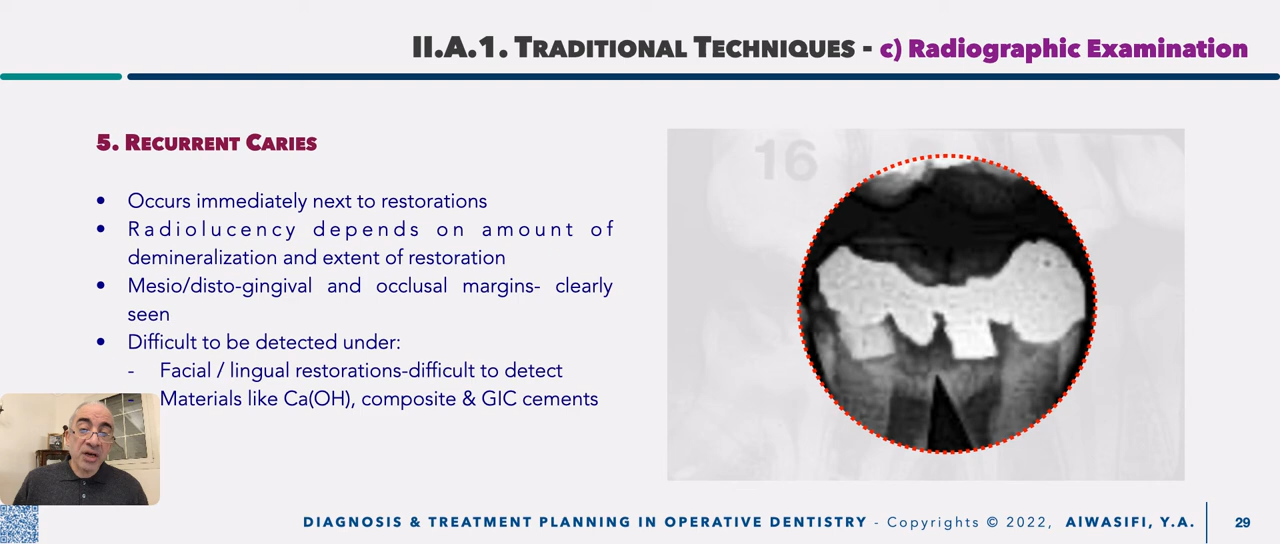 II.A.1. TRADITIONAL TECHNIQUES - c) Radiographic Examination
5. RECURRENT CARIES
• Occurs immediately next to restorations
• Radiolucency depends on amount of
demineralization and extent of restoration
• Mesio/disto-gingival and occlusal margins- clearly
seen
• Difficult to be detected under:
- Facial / lingual restorations-difficult to detect
- Materials like Ca(OH), composite & GIC cements
16
DIAGNOSIS & TREATMENT PLANNING IN OPERATIVE DENTISTRY - Copyrights © 2022, AlWASIFI, Y.A.
29